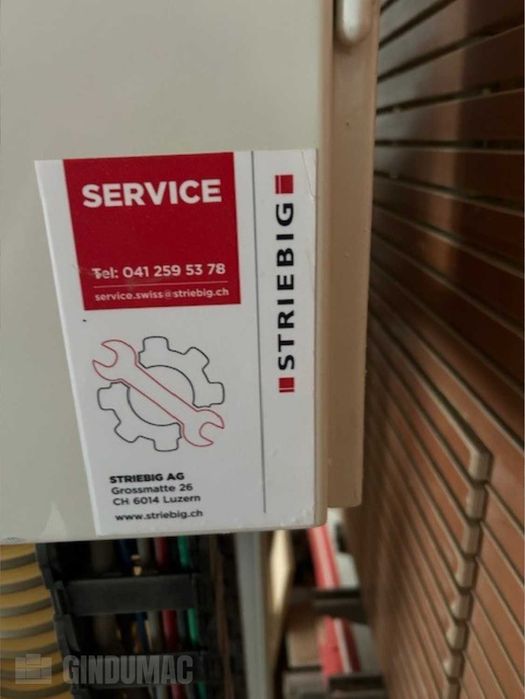 SERVICE
Tel: 041 259 53 78
service.swiss@striebig.ch
STRIEBIG
STRIEBIG AG
Grossmatte 26
CH 6014 Luzern
www.striebig.ch
GINDUMAC